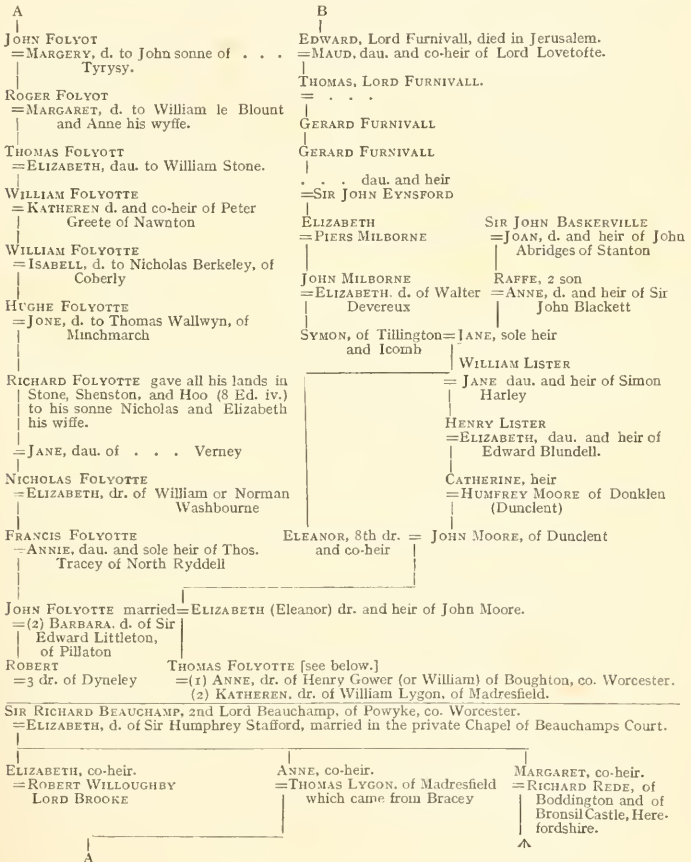 A
JOHN FOLYOT
=MARGERY, d. to John sonne of . . .
Tyrysy.
ROGER FOLYOT
=MARGARET, d. to William le Blount
and Anne his wyffe.
THOMAS FOLYOTT
=ELIZABETH, dau. to William Stone.
WILLIAM FOLYOTTE
=KATHEREN d. and co-heir of Peter
Greete of Nawnton
WILLIAM FOLYOTTE
=ISABELL, d. to Nicholas Berkeley, of
Coberly
HUGHE FOLYOTTE
=JONE, d. to Thomas Wallwyn, of
Minchmarch
RICHARD FOLYOTTE gave all his lands in
Stone, Shenston, and Hoo (8 Ed. iv.)
to his sonne Nicholas and Elizabeth
his wiffe.
=JANE, dau. of . . . Verney
NICHOLAS FOLYOTTE
=ELIZABETH, dr. of William or Norman
Washbourne
FRANCIS FOLYOTTE
=ANNIE, dau. and sole heir of Thos.
Tracey of North Ryddell
B
EDWARD, Lord Furnivall, died in Jerusalem.
=MAUD, dau. and co-heir of Lord Lovetofte.
THOMAS, LORD FURNIVALL.
= . . .
GERARD FURNIVALL
GERARD FURNIVALL
. . . dau. and heir
=SIR JOHN EYNSFORD
ELIZABETH
=PIERS MILBORNE
JOHN MILBORNE
=ELIZABETH. d. of Walter
Devereux
SIR JOHN BASKERVILLE
=JOAN, d. and heir of John
Abridges of Stanton
RAFFE, 2 son
=ANNE, d. and heir of Sir
John Blackett
SYMON, of Tillington=JANE, sole heir
and Icomb
WILLIAM LISTER
=JANE dau. and heir of Simon
Harley
HENRY LISTER
=ELIZABETH, dau. and heir of
Edward Blundell.
CATHERINE, heir
=HUMFREY MOORE of Donklen
(Dunclent)
ELEANOR, 8th dr. = JOHN MOORE, of Dunclent
and co-heir
JOHN FOLYOTTE married=ELIZABETH (Eleanor) dr. and heir of John Moore.
=(2) BARBARA. d. of Sir
Edward Littleton,
of Pillaton
ROBERT
=3 dr. of Dyneley
THOMAS FOLYOTTE [see below.]
=(1) ANNE, dr. of Henry Gower (or William) of Boughton, co. Worcester.
(2) KATHEREN. dr. of William Lygon, of Madresfield.
SIR RICHARD BEAUCHAMP, 2nd Lord Beauchamp, of Powyke, co. Worcester.
=ELIZABETH, d. of Sir Humphrey Stafford, married in the private Chapel of Beauchamps Court.
ELIZABETH, co-heir.
=ROBERT WILLOUGHBY
LORD BROOKE
ANNE, co-heir.
=THOMAS LYGON, of Madresfield
which came from Bracey
MARGARET, co-heir.
=RICHARD REDE, of
Boddington and of
Bronsil Castle, Here-
fordshire.
A